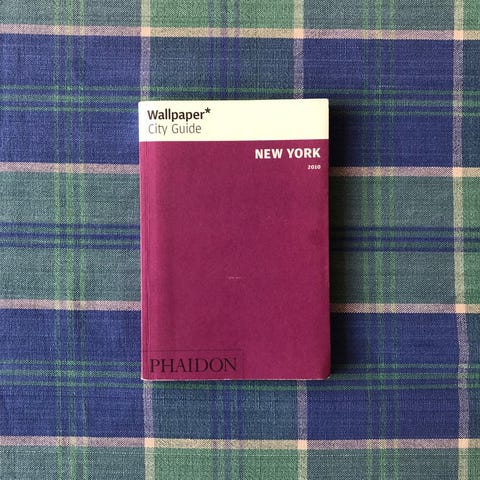 Wallpaper*
City Guide
NEW YORK
2010
PHAIDON